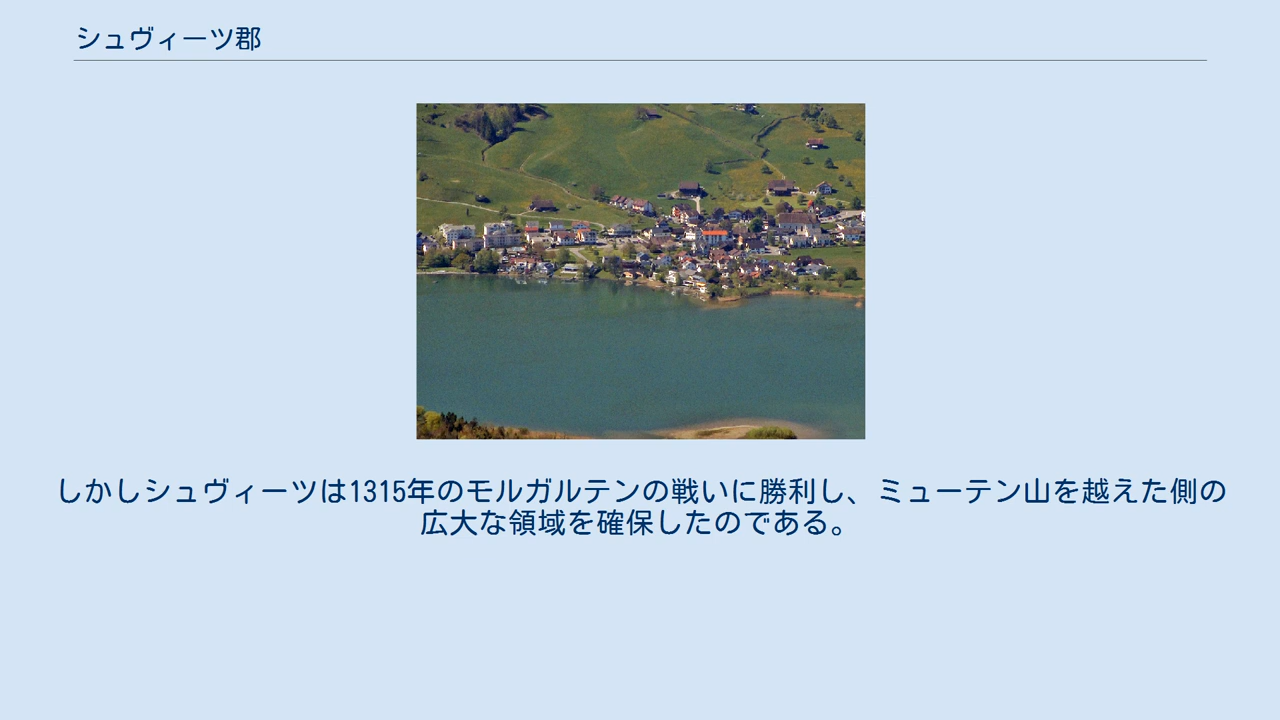 シュヴィーツ郡
しかしシュヴィーツは1315年のモルガルテンの戦いに勝利し、ミューテン山を越えた側の
広大な領域を確保したのである。